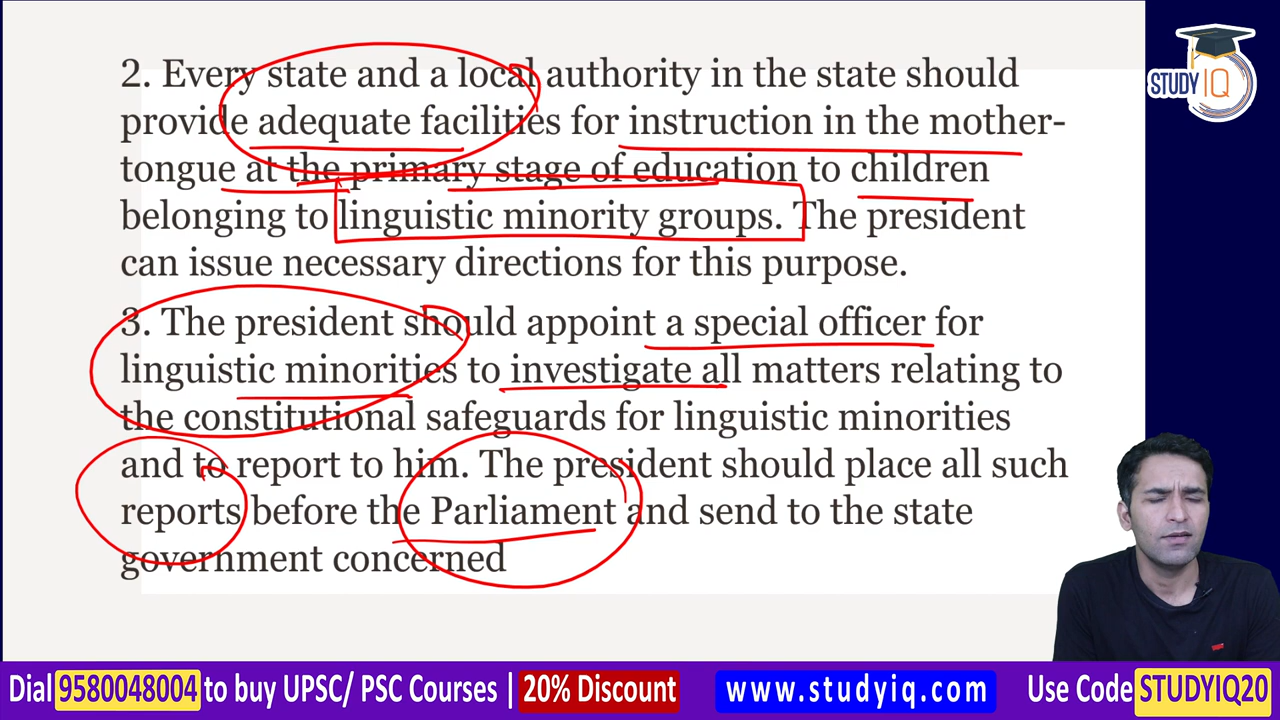 2. Every state and a local authority in the state should
provide adequate facilities for instruction in the mother-
tongue at the primary stage of education to children
belonging to linguistic minority groups. The president
can issue necessary directions for this purpose.
3. The president should appoint a special officer for
linguistic minorities to investigate all matters relating to
the constitutional safeguards for linguistic minorities
and to report to him. The president should place all such
reports before the Parliament and send to the state
government concerned
STUDY IQ
Dial 9580048004 to buy UPSC/ PSC Courses | 20% Discount www.studyiq.com Use Code STUDYIQ20